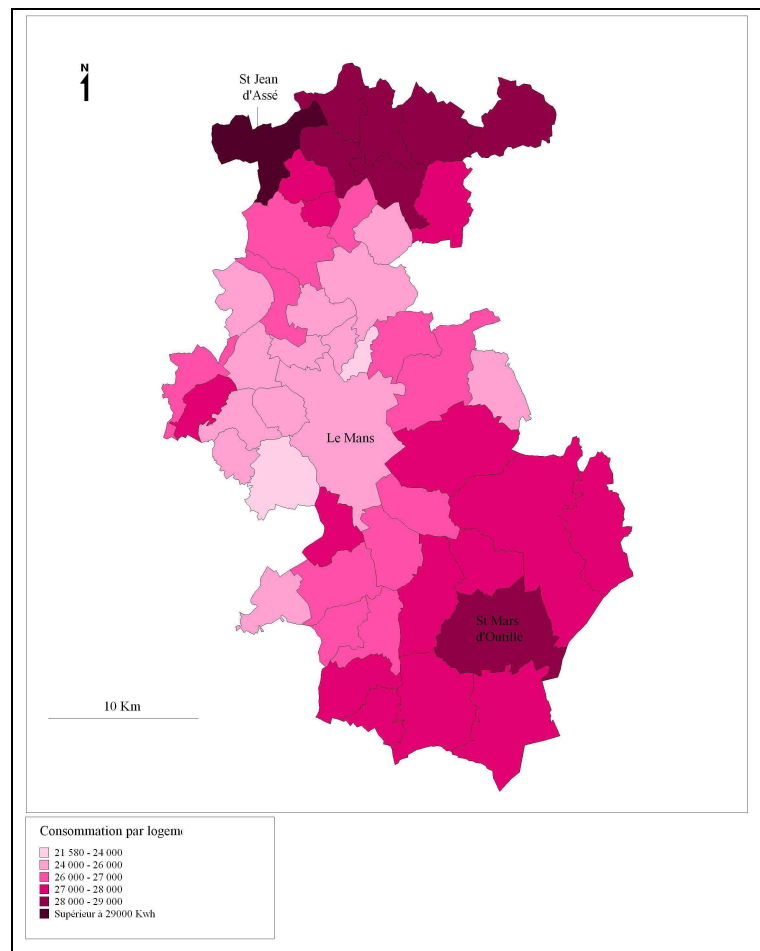 N
St Jean
d'Assé
Le Mans
St Mars
d'Outillé
10 Km
Consommation par logeme
21 580 - 24 000
24 000 - 26 000
26 000 - 27 000
27 000 - 28 000
28 000 - 29 000
Supérieur à 29000 Kwh